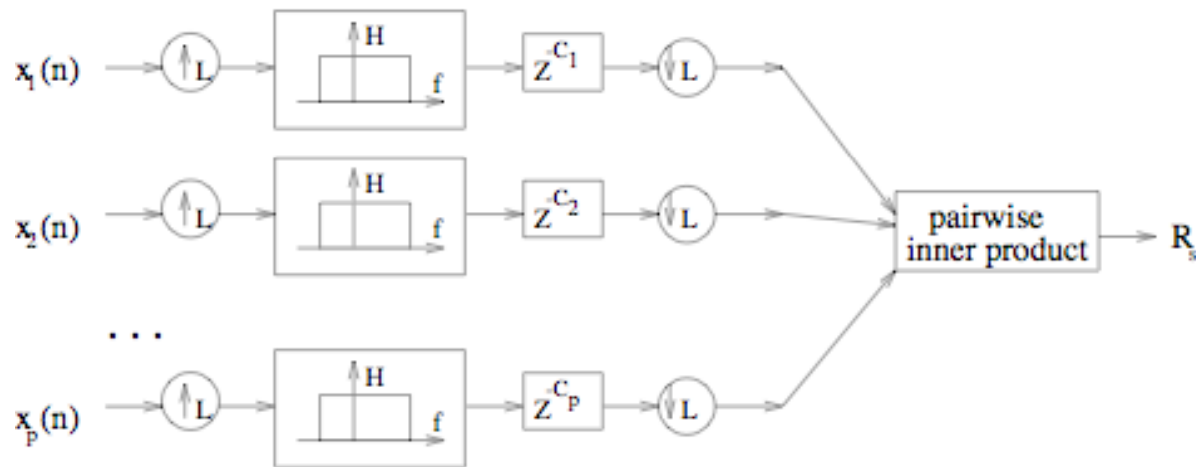 x₁(n) ↑L H f Z^-C₁ ↓L
x₂(n) ↑L H f Z^-C₂ ↓L
pairwise
inner product
Rₛ
. . .
xₚ(n) ↑L H f Z^-Cₚ ↓L